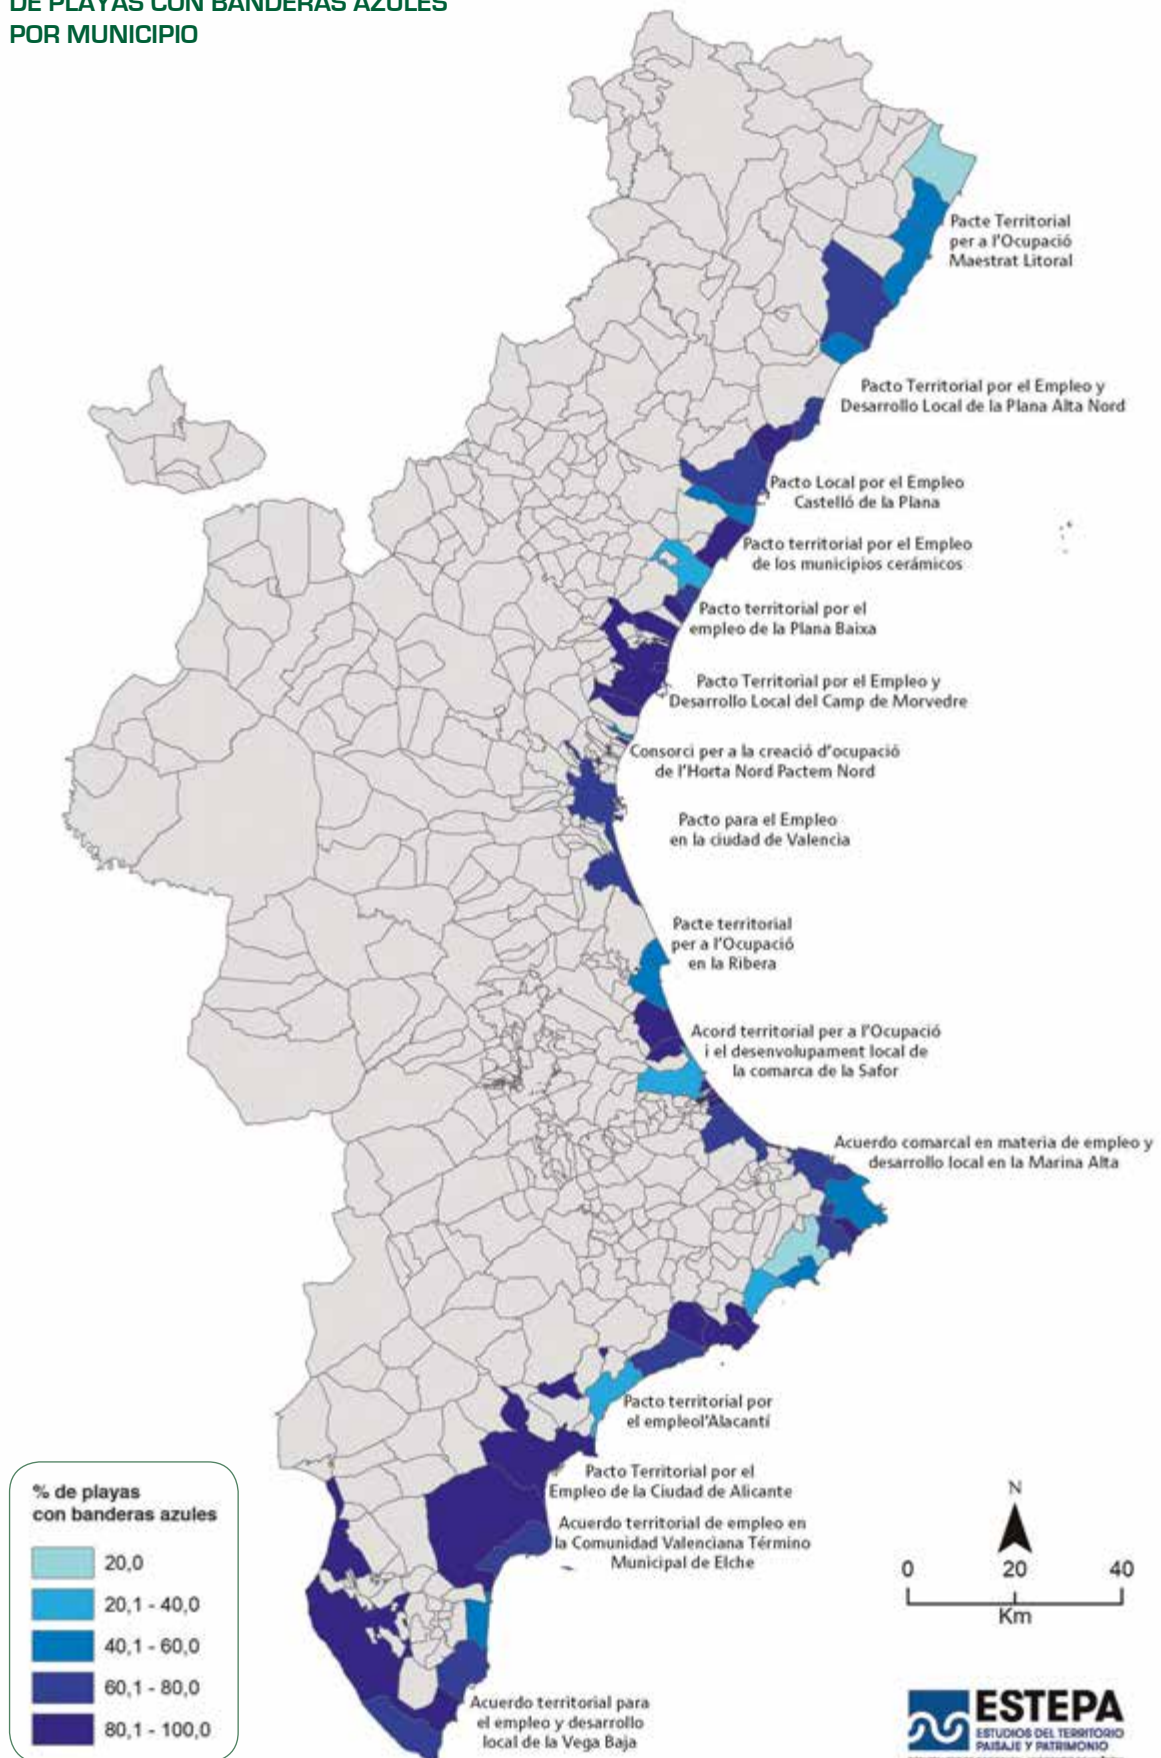 DE PLAYAS CON BANDERAS AZULES
POR MUNICIPIO
Pacte Territorial
per a l'Ocupació
Maestrat Litoral
Pacto Territorial por el Empleo y
Desarrollo Local de la Plana Alta Nord
Pacto Local por el Empleo
Castelló de la Plana
Pacto territorial por el Empleo
de los municipios cerámicos
Pacto territorial por el
empleo de la Plana Baixa
Pacto Territorial por el Empleo y
Desarrollo Local del Camp de Morvedre
Consorci per a la creació d'ocupació
de l'Horta Nord Pactem Nord
Pacto para el Empleo
en la ciudad de Valencia
Pacte territorial
per a l'Ocupació
en la Ribera
Acord territorial per a l'Ocupació
i el desenvolupament local de
la comarca de la Safor
Acuerdo comarcal en materia de empleo y
desarrollo local en la Marina Alta
Pacto territorial por
el empleol'Alacantí
Pacto Territorial por el
Empleo de la Ciudad de Alicante
Acuerdo territorial de empleo en
la Comunidad Valenciana Término
Municipal de Elche
Acuerdo territorial para
el empleo y desarrollo
local de la Vega Baja
% de playas
con banderas azules
20,0
20,1 - 40,0
40,1 - 60,0
60,1 - 80,0
80,1 - 100,0
N
0 20 40
Km
ESTEPA
ESTUDIOS DEL TERRITORIO
PAISAJE Y PATRIMONIO